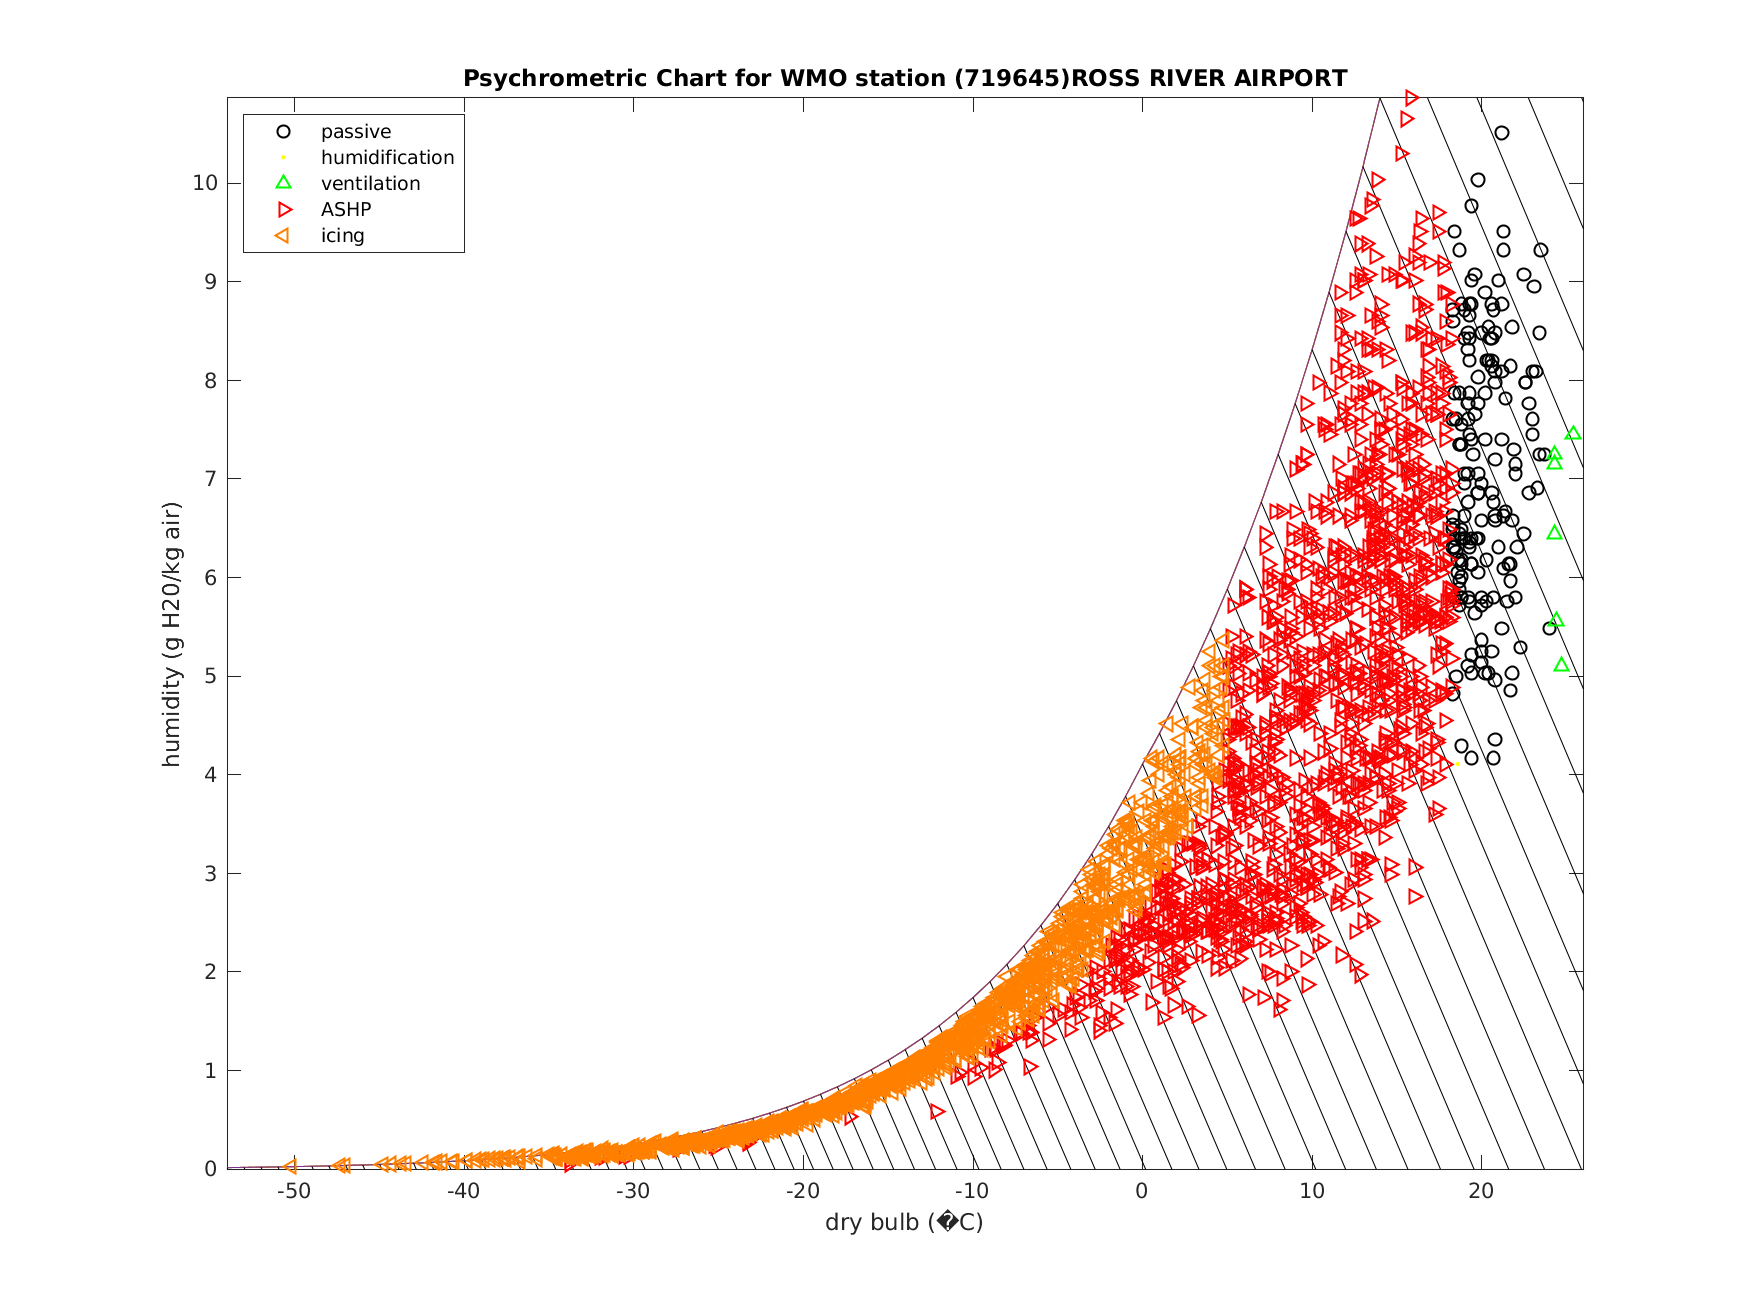 Psychrometric Chart for WMO station (719645)ROSS RIVER AIRPORT
passive
humidification
ventilation
ASHP
icing
humidity (g H20/kg air)
10
9
8
7
6
5
4
3
2
1
0
-50 -40 -30 -20 -10 0 10 20
dry bulb (�C)